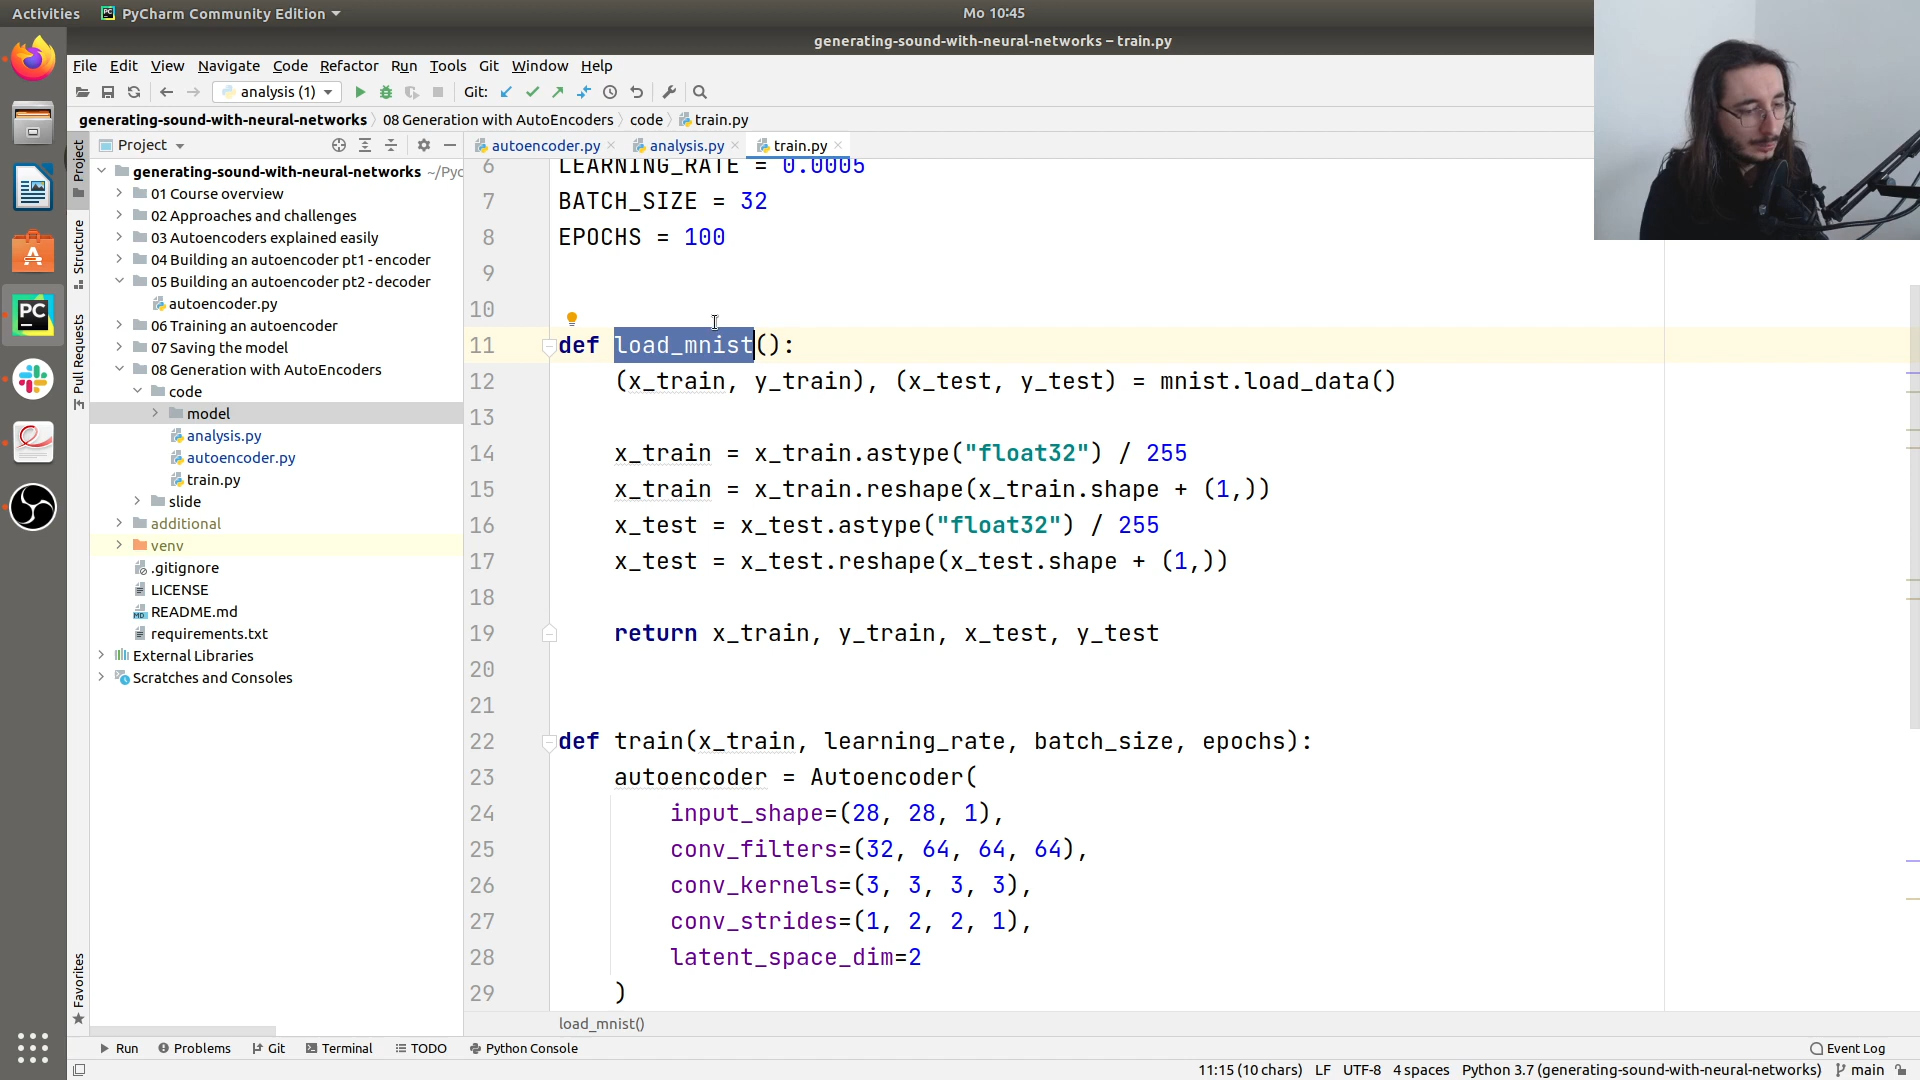 Activities PyCharm Community Edition Mo 10:45
generating-sound-with-neural-networks – train.py
File Edit View Navigate Code Refactor Run Tools Git Window Help
analysis (1) Git:
generating-sound-with-neural-networks 08 Generation with AutoEncoders code train.py
Project
autoencoder.py analysis.py train.py
generating-sound-with-neural-networks ~/Pyc
01 Course overview
02 Approaches and challenges
03 Autoencoders explained easily
04 Building an autoencoder pt1 - encoder
05 Building an autoencoder pt2 - decoder
autoencoder.py
06 Training an autoencoder
07 Saving the model
08 Generation with AutoEncoders
code
model
analysis.py
autoencoder.py
train.py
slide
additional
venv
.gitignore
LICENSE
README.md
requirements.txt
External Libraries
Scratches and Consoles
Project
Structure
Pull Requests
Favorites
PC
6 LEARNING_RATE = 0.0005
7 BATCH_SIZE = 32
8 EPOCHS = 100
9
10
11 def load_mnist():
12 (x_train, y_train), (x_test, y_test) = mnist.load_data()
13
14 x_train = x_train.astype("float32") / 255
15 x_train = x_train.reshape(x_train.shape + (1,))
16 x_test = x_test.astype("float32") / 255
17 x_test = x_test.reshape(x_test.shape + (1,))
18
19 return x_train, y_train, x_test, y_test
20
21
22 def train(x_train, learning_rate, batch_size, epochs):
23 autoencoder = Autoencoder(
24 input_shape=(28, 28, 1),
25 conv_filters=(32, 64, 64, 64),
26 conv_kernels=(3, 3, 3, 3),
27 conv_strides=(1, 2, 2, 1),
28 latent_space_dim=2
29 )
load_mnist()
Run Problems Git Terminal TODO Python Console Event Log
11:15 (10 chars) LF UTF-8 4 spaces Python 3.7 (generating-sound-with-neural-networks) main